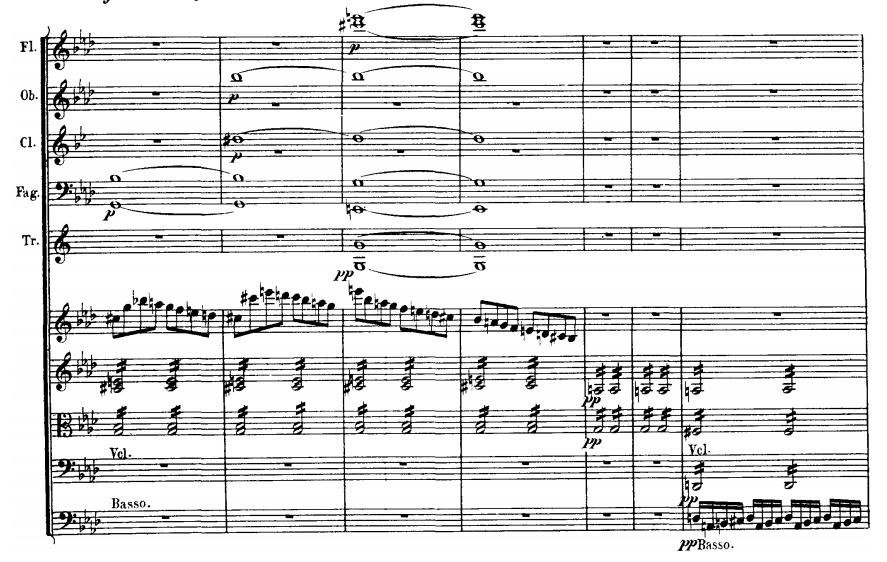 Fl.
p
Ob.
p
Cl.
p
Fag.
p
Tr.
pp
pp
pp
Vcl.
Vcl.
pp
Basso.
pp Basso.